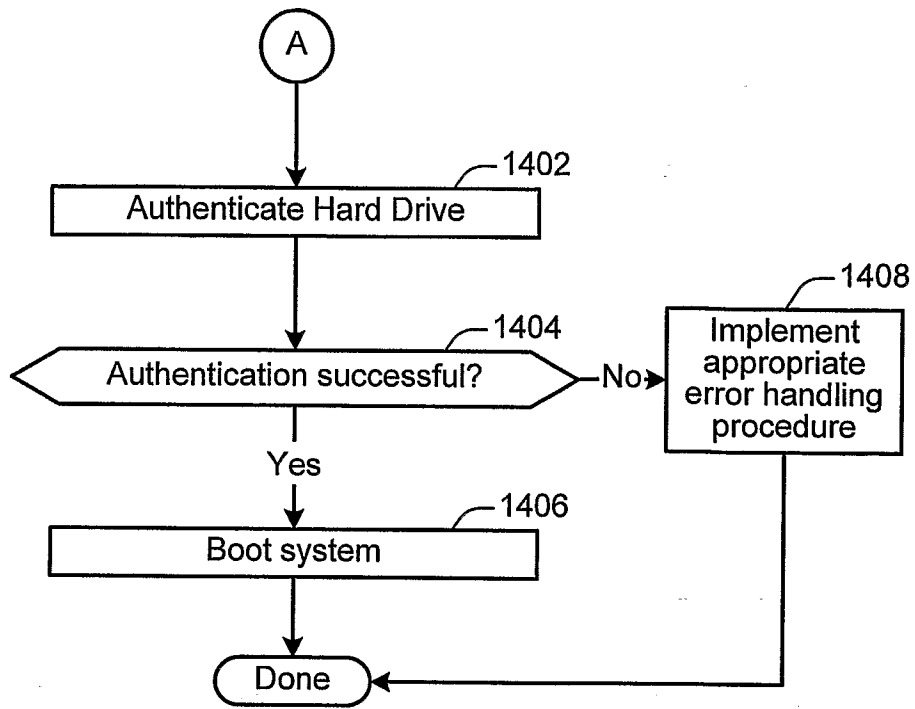 A
1402
Authenticate Hard Drive
1404
Authentication successful?
No
1408
Implement
appropriate
error handling
procedure
Yes
1406
Boot system
Done